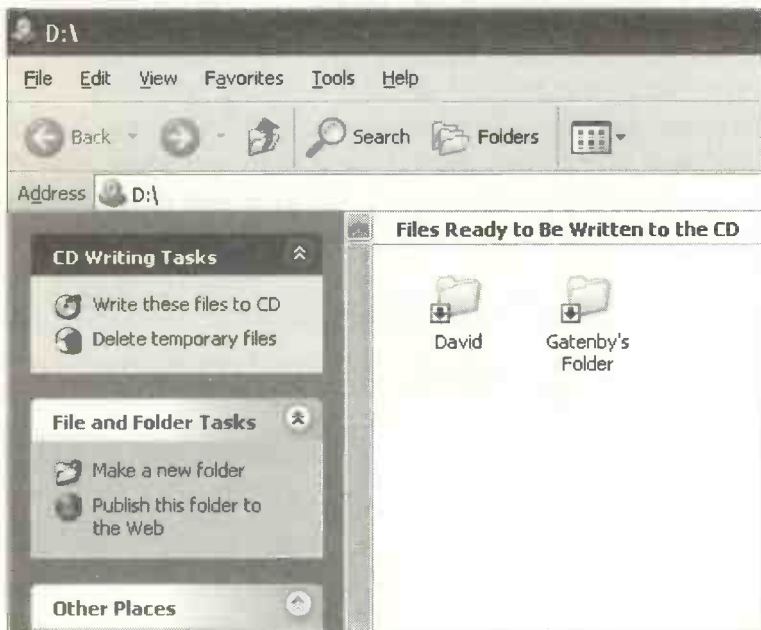 D:\
File Edit View Favorites Tools Help
Back Search Folders
Address D:\
CD Writing Tasks
Write these files to CD
Delete temporary files
File and Folder Tasks
Make a new folder
Publish this folder to
the Web
Other Places
Files Ready to Be Written to the CD
David
Gatenby's
Folder